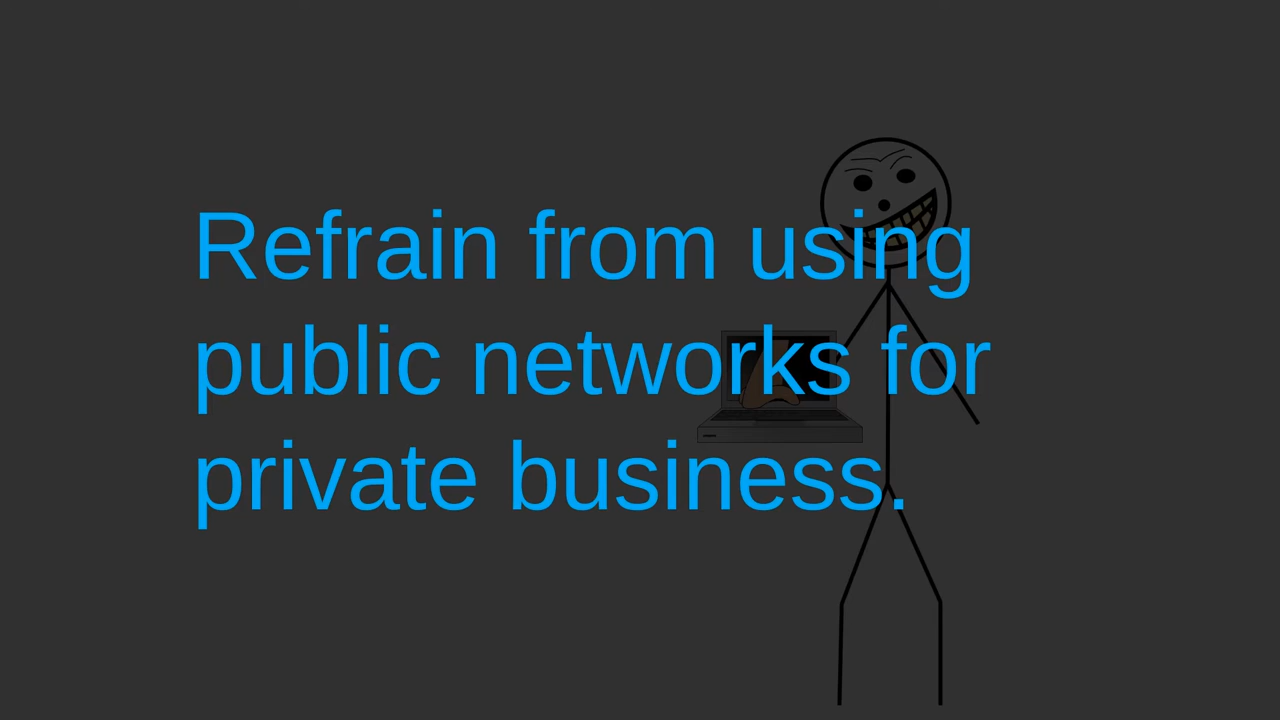 Refrain from using
public networks for
private business.